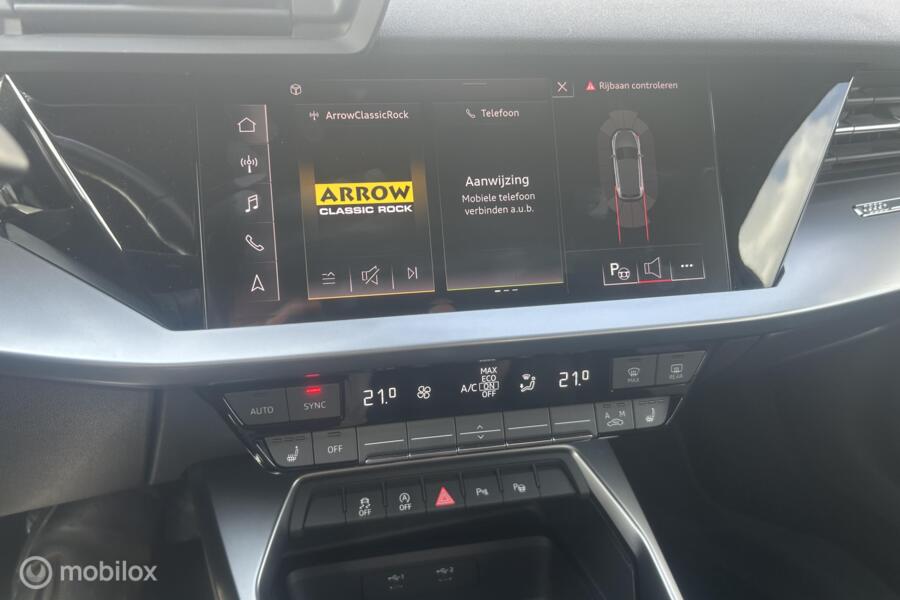 Rijbaan controleren
ArrowClassicRock
Telefoon
ARROW
CLASSIC ROCK
Aanwijzing
Mobiele telefoon
verbinden a.u.b.
P
...
AUTO
SYNC
21.0
A/C
MAX
ECO
ON
OFF
21.0
MAX
REAR
OFF
A M
OFF
OFF
P
P
mobilox